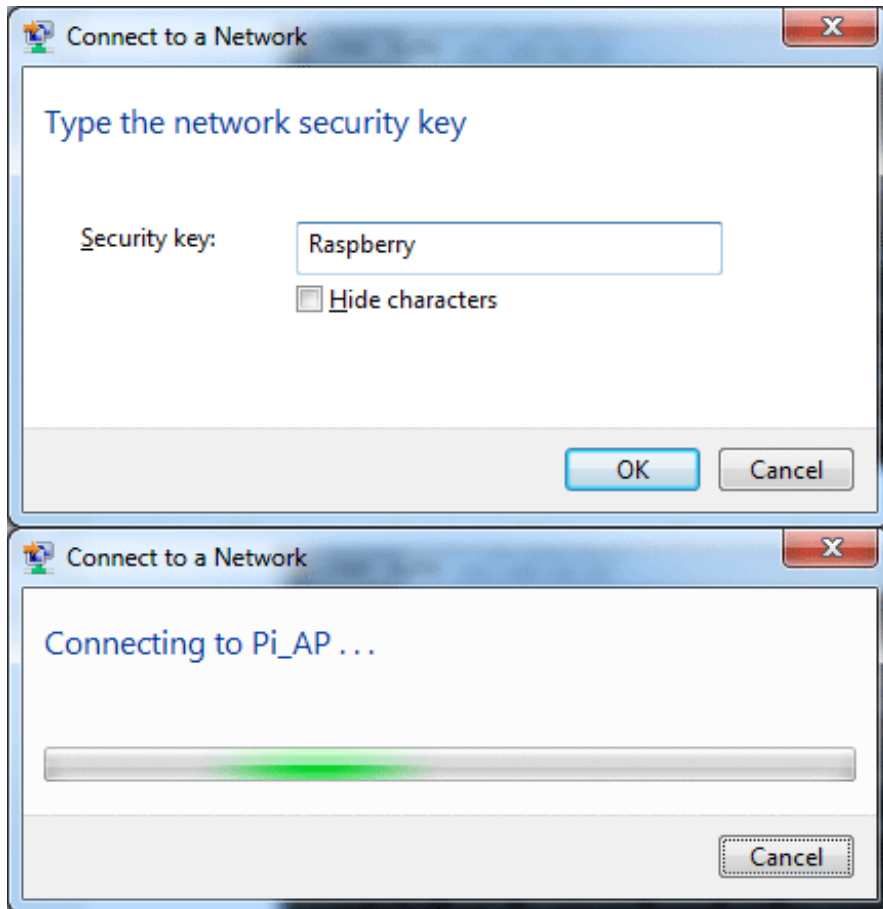 Connect to a Network
Type the network security key
Security key: Raspberry
Hide characters
OK Cancel
Connect to a Network
Connecting to Pi_AP . . .
Cancel